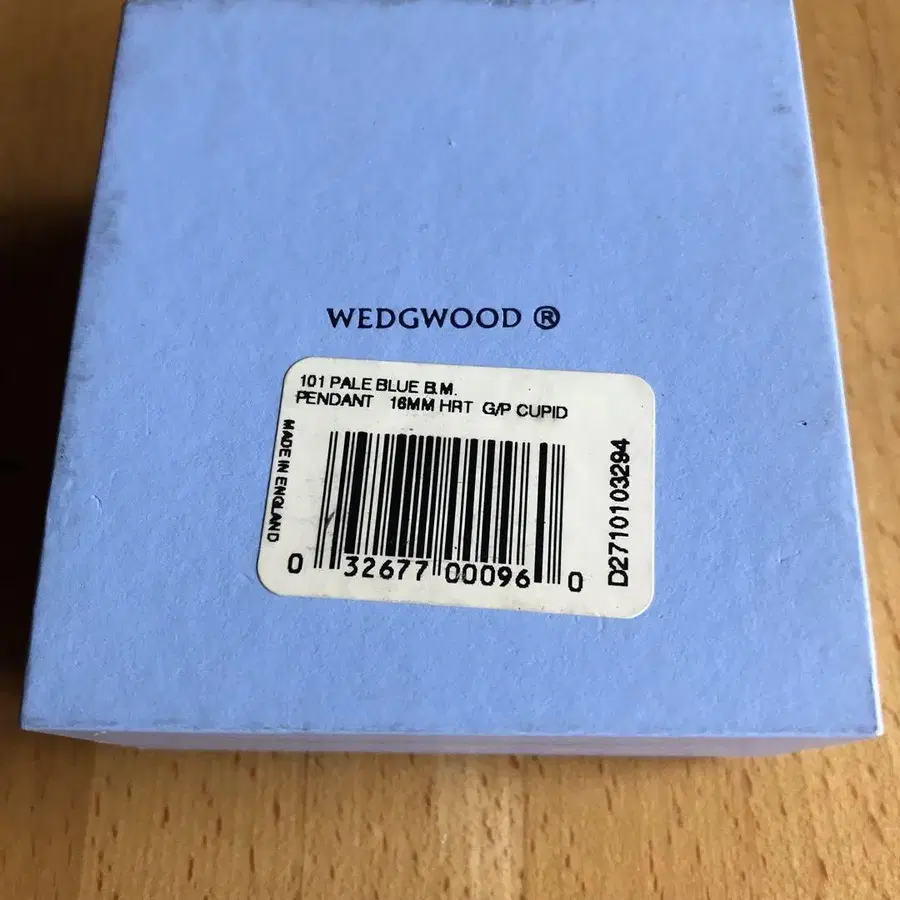 WEDGWOOD ®
101 PALE BLUE B.M.
PENDANT 16MM HRT G/P CUPID
MADE IN ENGLAND
D2710103294
0 32677 00096 0